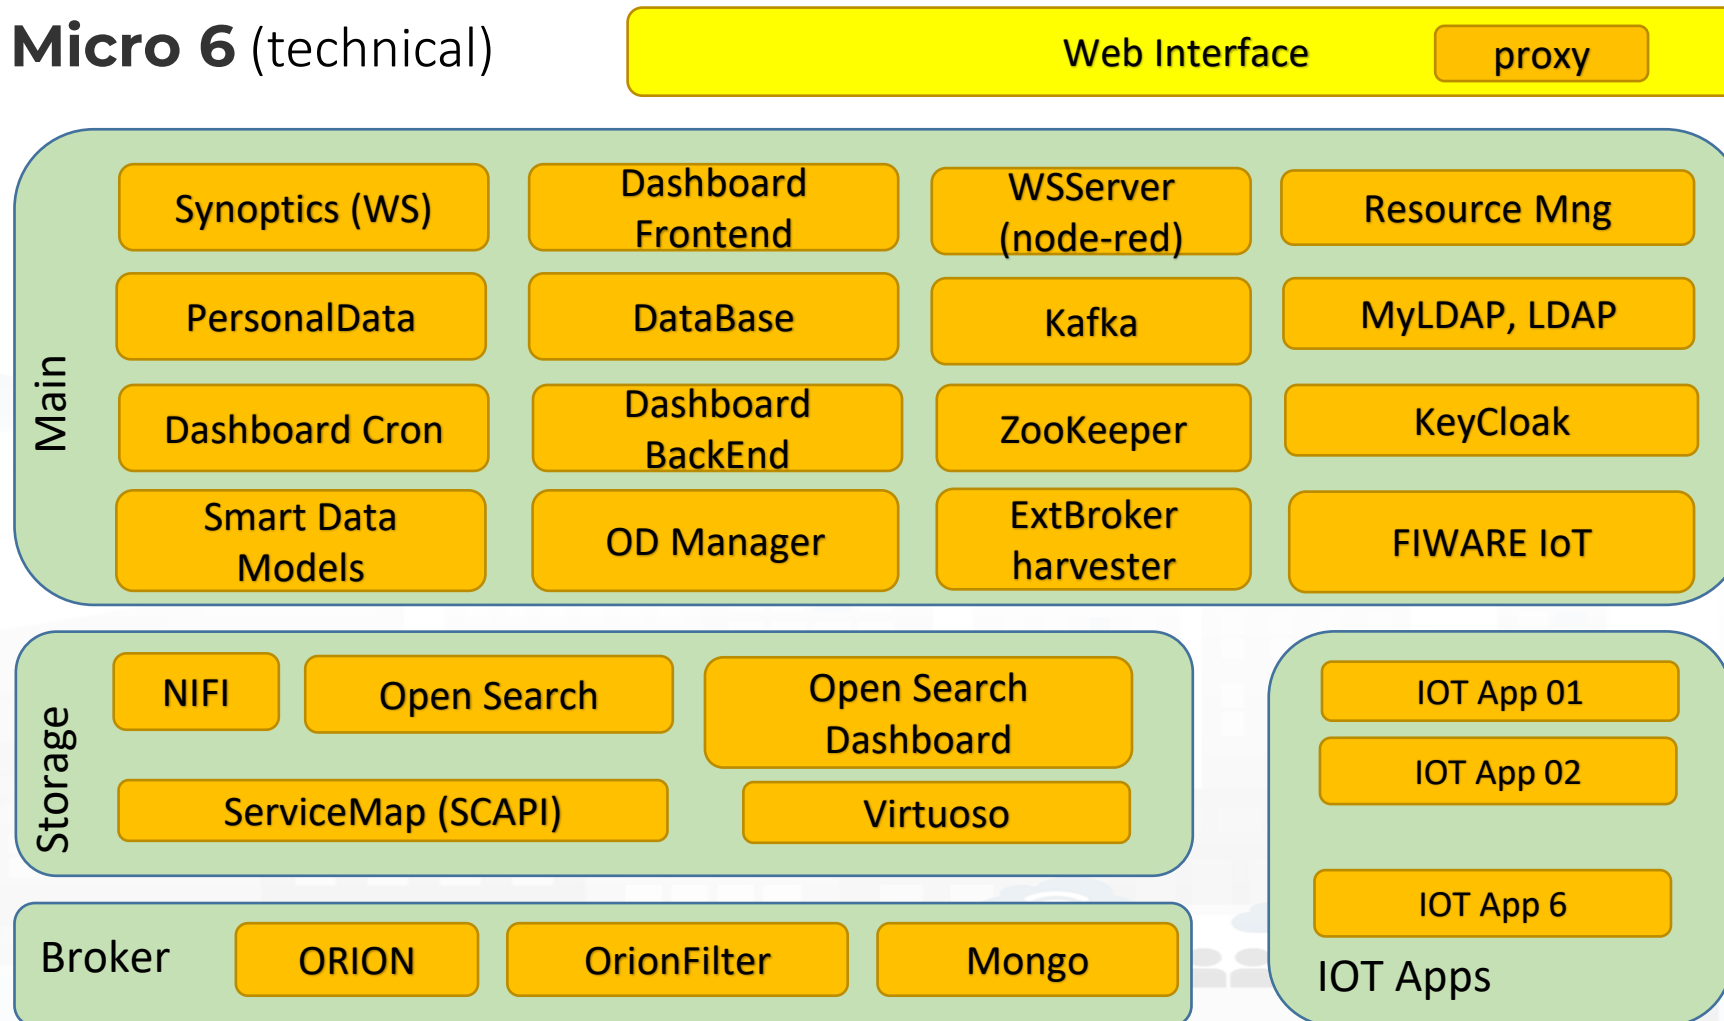 Micro 6 (technical)
Web Interface
proxy
Main
Synoptics (WS)
Dashboard
Frontend
WSServer
(node-red)
Resource Mng
PersonalData
DataBase
Kafka
MyLDAP, LDAP
Dashboard Cron
Dashboard
BackEnd
ZooKeeper
KeyCloak
Smart Data
Models
OD Manager
ExtBroker
harvester
FIWARE IoT
Storage
NIFI
Open Search
Open Search
Dashboard
ServiceMap (SCAPI)
Virtuoso
Broker
ORION
OrionFilter
Mongo
IOT App 01
IOT App 02
IOT App 6
IOT Apps